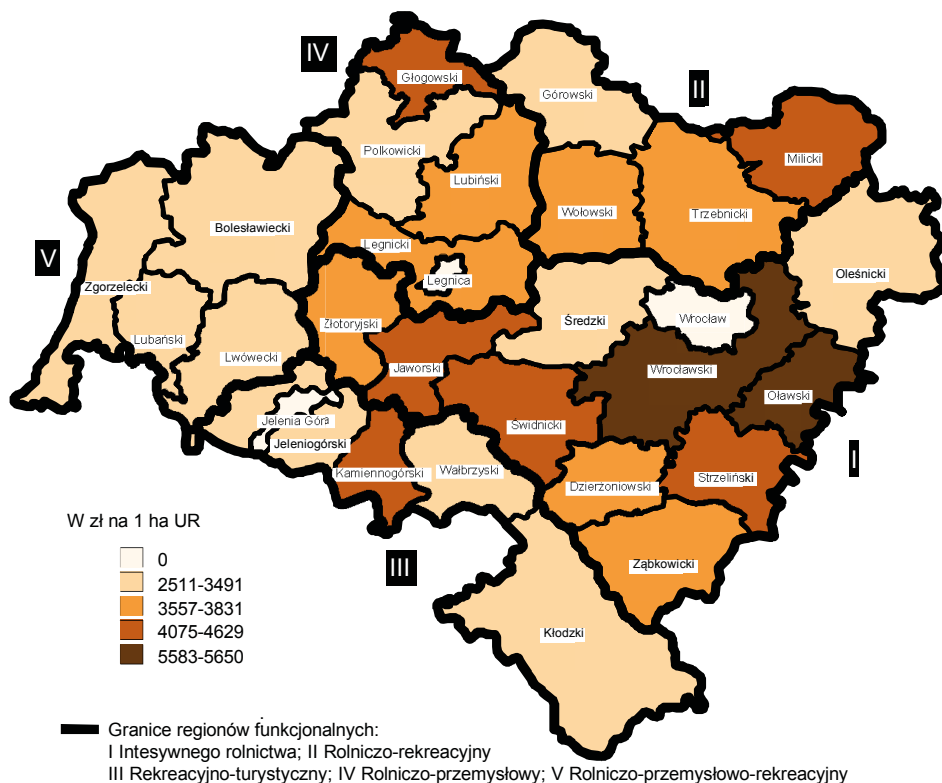 IV
Głogowski
Górowski
II
Milicki
Polkowicki
Lubiński
Wołowski
Trzebnicki
Bolesławiecki
Legnicki
V
Oleśnicki
Legnica
Zgorzelecki
Złotoryjski
Średzki
Wrocław
Lubański
Lwówecki
Jaworski
Wrocławski
Oławski
Jelenia Góra
Świdnicki
Jeleniogórski
I
Kamiennogórski
Wałbrzyski
Dzierżoniowski
Strzeliński
W zł na 1 ha UR
0
III
Ząbkowicki
2511-3491
3557-3831
4075-4629
Kłodzki
5583-5650
Granice regionów funkcjonalnych:
I Intesywnego rolnictwa; II Rolniczo-rekreacyjny
III Rekreacyjno-turystyczny; IV Rolniczo-przemysłowy; V Rolniczo-przemysłowo-rekreacyjny